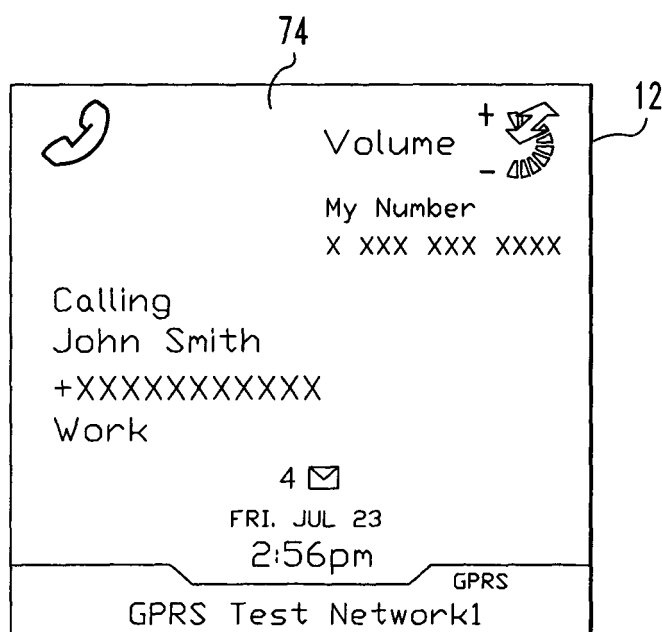 74
12
Volume + -
My Number
X XXX XXX XXXX
Calling
John Smith
+XXXXXXXXXXX
Work
4
FRI. JUL 23
2:56pm
GPRS
GPRS Test Network1